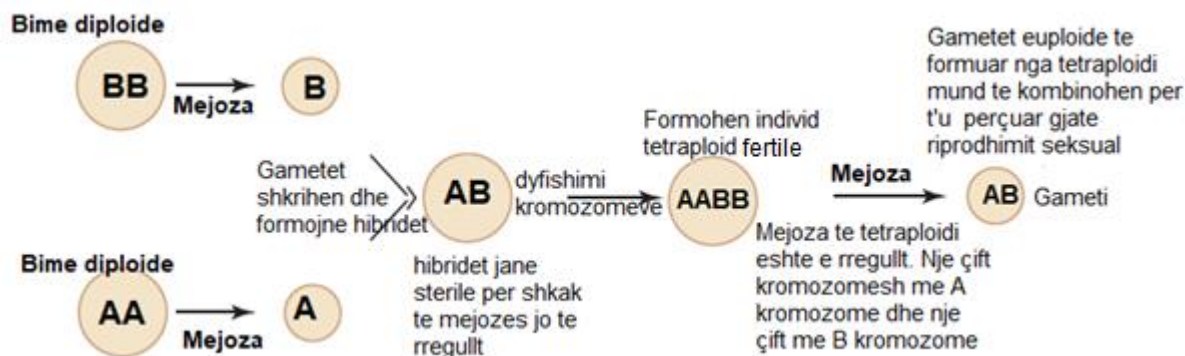 Bime diploide
BB
Mejoza
B
Bime diploide
AA
Mejoza
A
Gametet
shkrihen dhe
formojne hibridet
AB
hibridet jane
sterile per shkak
te mejozes jo te
rregullt
dyfishimi
kromozomeve
Formohen individ
tetraploid fertile
AABB
Mejoza
Mejoza te tetraploidi
eshte e rregullt. Nje çift
kromozomesh me A
kromozome dhe nje
çift me B kromozome
Gametet euploide te
formuar nga tetraploidi
mund te kombinohen per
t'u perçuar gjate
riprodhimit seksual
AB
Gameti